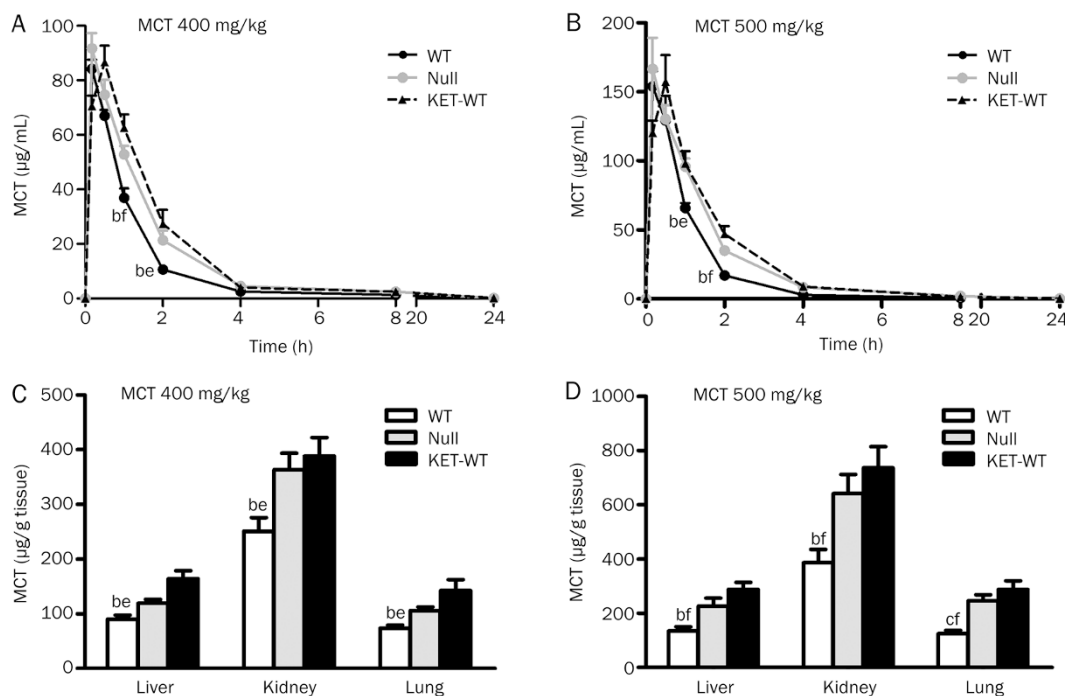 A
MCT 400 mg/kg
100
80
60
40
20
0
MCT (µg/mL)
WT
Null
KET-WT
bf
be
0
2
4
6
8
20
24
Time (h)
B
MCT 500 mg/kg
200
150
100
50
0
MCT (µg/mL)
WT
Null
KET-WT
be
bf
0
2
4
6
8
20
24
Time (h)
C
MCT 400 mg/kg
500
400
300
200
100
0
MCT (µg/g tissue)
WT
Null
KET-WT
be
be
be
Liver
Kidney
Lung
D
MCT 500 mg/kg
1000
800
600
400
200
0
MCT (µg/g tissue)
WT
Null
KET-WT
bf
bf
cf
Liver
Kidney
Lung